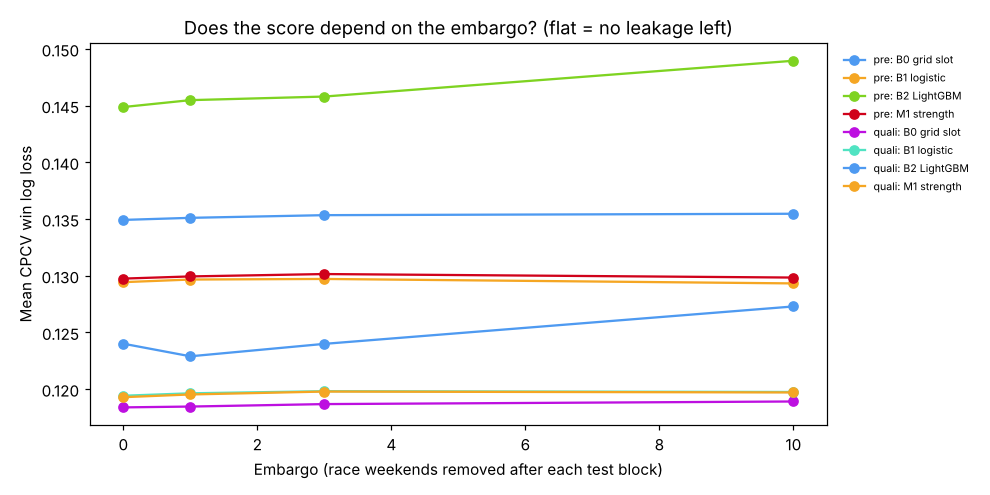 Does the score depend on the embargo? (flat = no leakage left)
Mean CPCV win log loss
0.150
0.145
0.140
0.135
0.130
0.125
0.120
0
2
4
6
8
10
Embargo (race weekends removed after each test block)
pre: B0 grid slot
pre: B1 logistic
pre: B2 LightGBM
pre: M1 strength
quali: B0 grid slot
quali: B1 logistic
quali: B2 LightGBM
quali: M1 strength